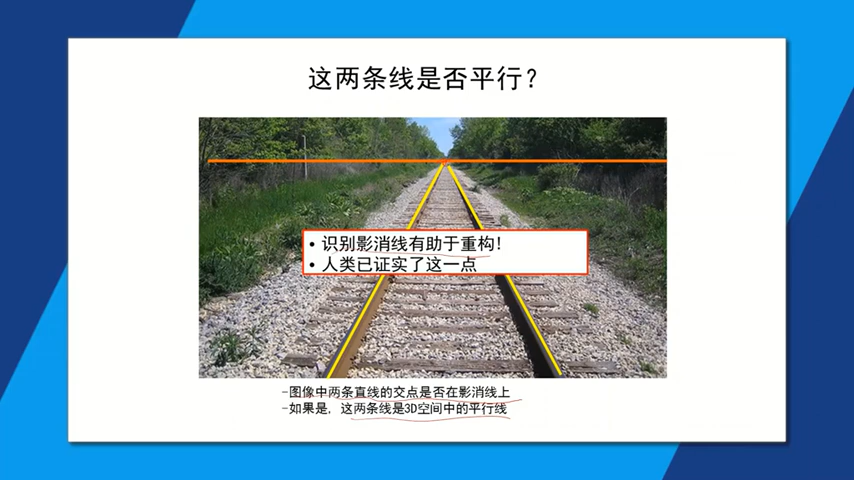 这两条线是否平行？
• 识别影消线有助于重构！
• 人类已证实了这一点
-图像中两条直线的交点是否在影消线上
-如果是，这两条线是3D空间中的平行线